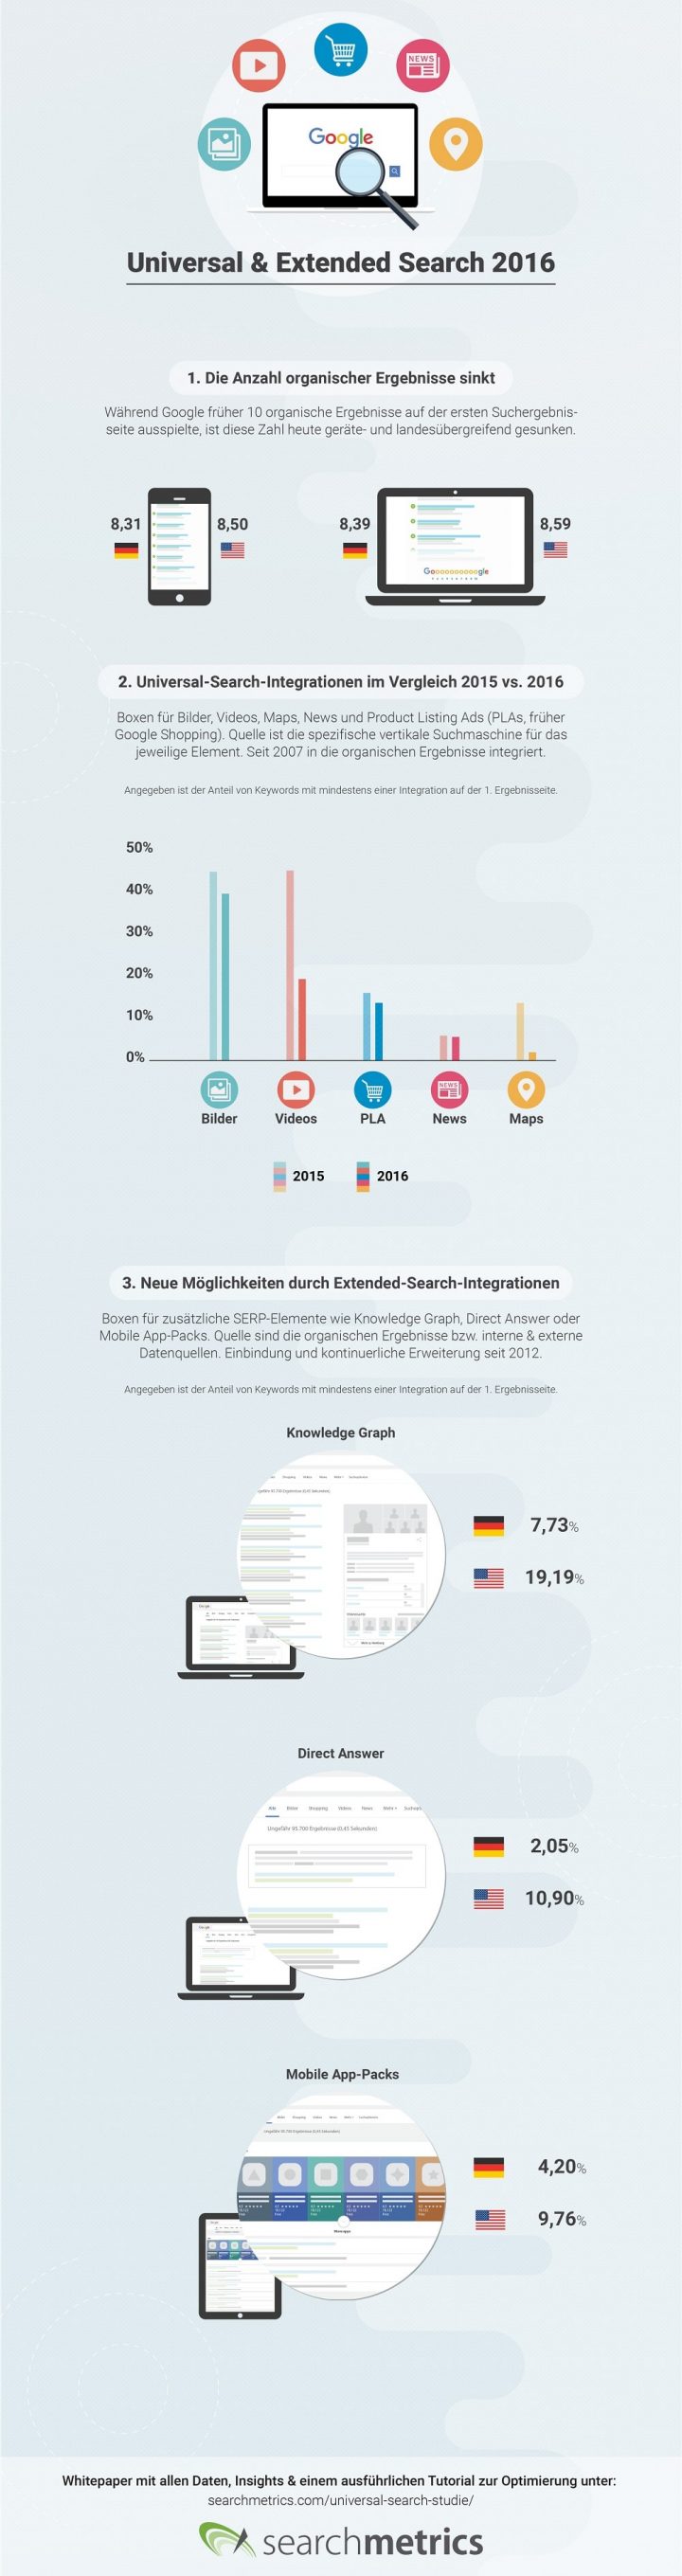 NEWS
Google
Universal & Extended Search 2016
1. Die Anzahl organischer Ergebnisse sinkt
Während Google früher 10 organische Ergebnisse auf der ersten Suchergebnis-
seite ausspielte, ist diese Zahl heute geräte- und landesübergreifend gesunken.
8,31
8,50
8,39
8,59
Goooooooooogle
2. Universal-Search-Integrationen im Vergleich 2015 vs. 2016
Boxen für Bilder, Videos, Maps, News und Product Listing Ads (PLAs, früher
Google Shopping). Quelle ist die spezifische vertikale Suchmaschine für das
jeweilige Element. Seit 2007 in die organischen Ergebnisse integriert.
Angegeben ist der Anteil von Keywords mit mindestens einer Integration auf der 1. Ergebnisseite.
50%
40%
30%
20%
10%
0%
NEWS
Bilder Videos PLA News Maps
2015 2016
3. Neue Möglichkeiten durch Extended-Search-Integrationen
Boxen für zusätzliche SERP-Elemente wie Knowledge Graph, Direct Answer oder
Mobile App-Packs. Quelle sind die organischen Ergebnisse bzw. interne & externe
Datenquellen. Einbindung und kontinuierliche Erweiterung seit 2012.
Angegeben ist der Anteil von Keywords mit mindestens einer Integration auf der 1. Ergebnisseite.
Knowledge Graph
7,73%
19,19%
Direct Answer
Alle Bilder Shopping Videos News Mehr
Ungefähr 95.700 Ergebnisse (0,45 Sekunden)
2,05%
10,90%
Mobile App-Packs
4,20%
9,76%
Whitepaper mit allen Daten, Insights & einem ausführlichen Tutorial zur Optimierung unter:
searchmetrics.com/universal-search-studie/
searchmetrics